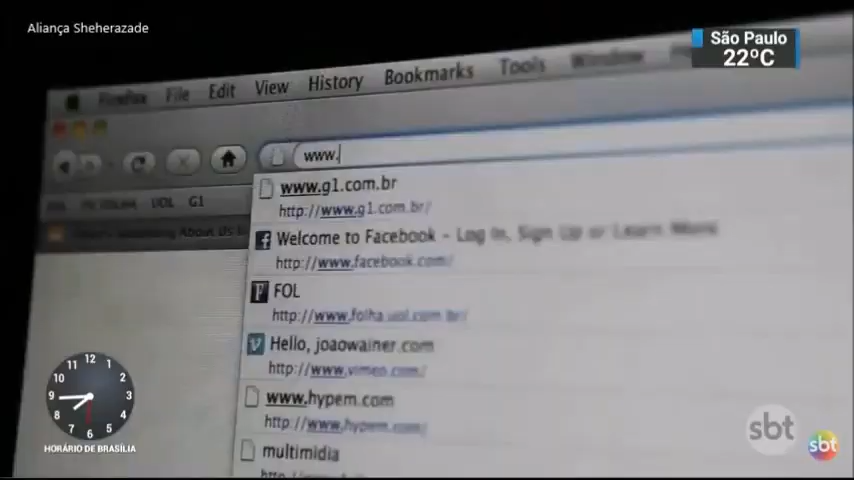 Aliança Sheherazade
São Paulo
22ºC
Firefox File Edit View History Bookmarks Tools Window
www.
UOL G1
www.g1.com.br
http://www.g1.com.br/
Welcome to Facebook - Log In, Sign Up or Learn More
http://www.facebook.com/
FOL
http://www.folha.uol.com.br/
Hello, joaowainer.com
http://www.vimeo.com/
www.hypem.com
http://www.hypem.com/
multimidia
12
11 1
10 2
9 3
8 4
7 5
6
HORÁRIO DE BRASÍLIA
sbt
sbt